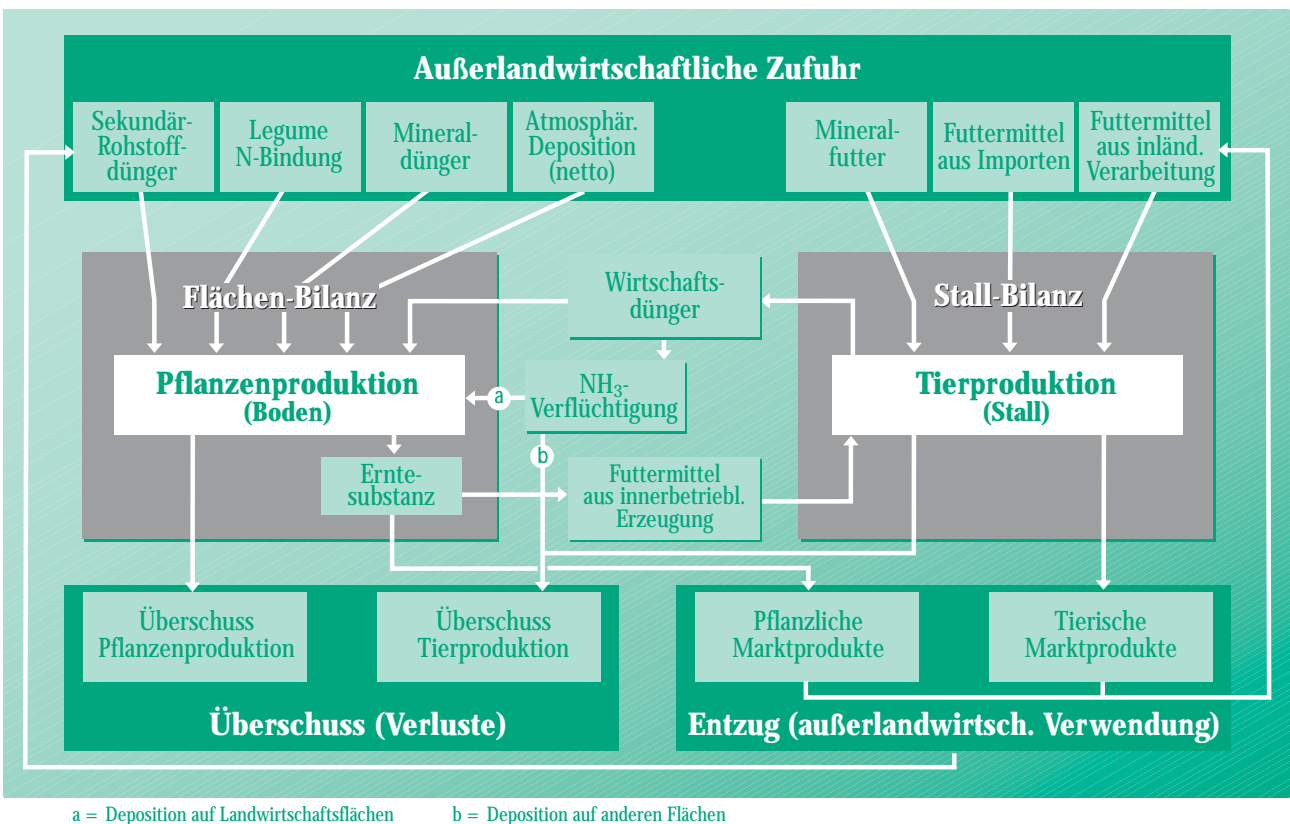 Außerlandwirtschaftliche Zufuhr
Sekundär-
Rohstoff-
dünger
Legume
N-Bindung
Mineral-
dünger
Atmosphär.
Deposition
(netto)
Mineral-
futter
Futtermittel
aus Importen
Futtermittel
aus inländ.
Verarbeitung
Flächen-Bilanz
Wirtschafts-
dünger
Stall-Bilanz
Pflanzenproduktion
(Boden)
a
NH₃-
Verflüchtigung
Tierproduktion
(Stall)
b
Ernte-
substanz
Futtermittel
aus innerbetriebl.
Erzeugung
Überschuss
Pflanzenproduktion
Überschuss
Tierproduktion
Pflanzliche
Marktprodukte
Tierische
Marktprodukte
Überschuss (Verluste)
Entzug (außerlandwirtsch. Verwendung)
a = Deposition auf Landwirtschaftsflächen
b = Deposition auf anderen Flächen